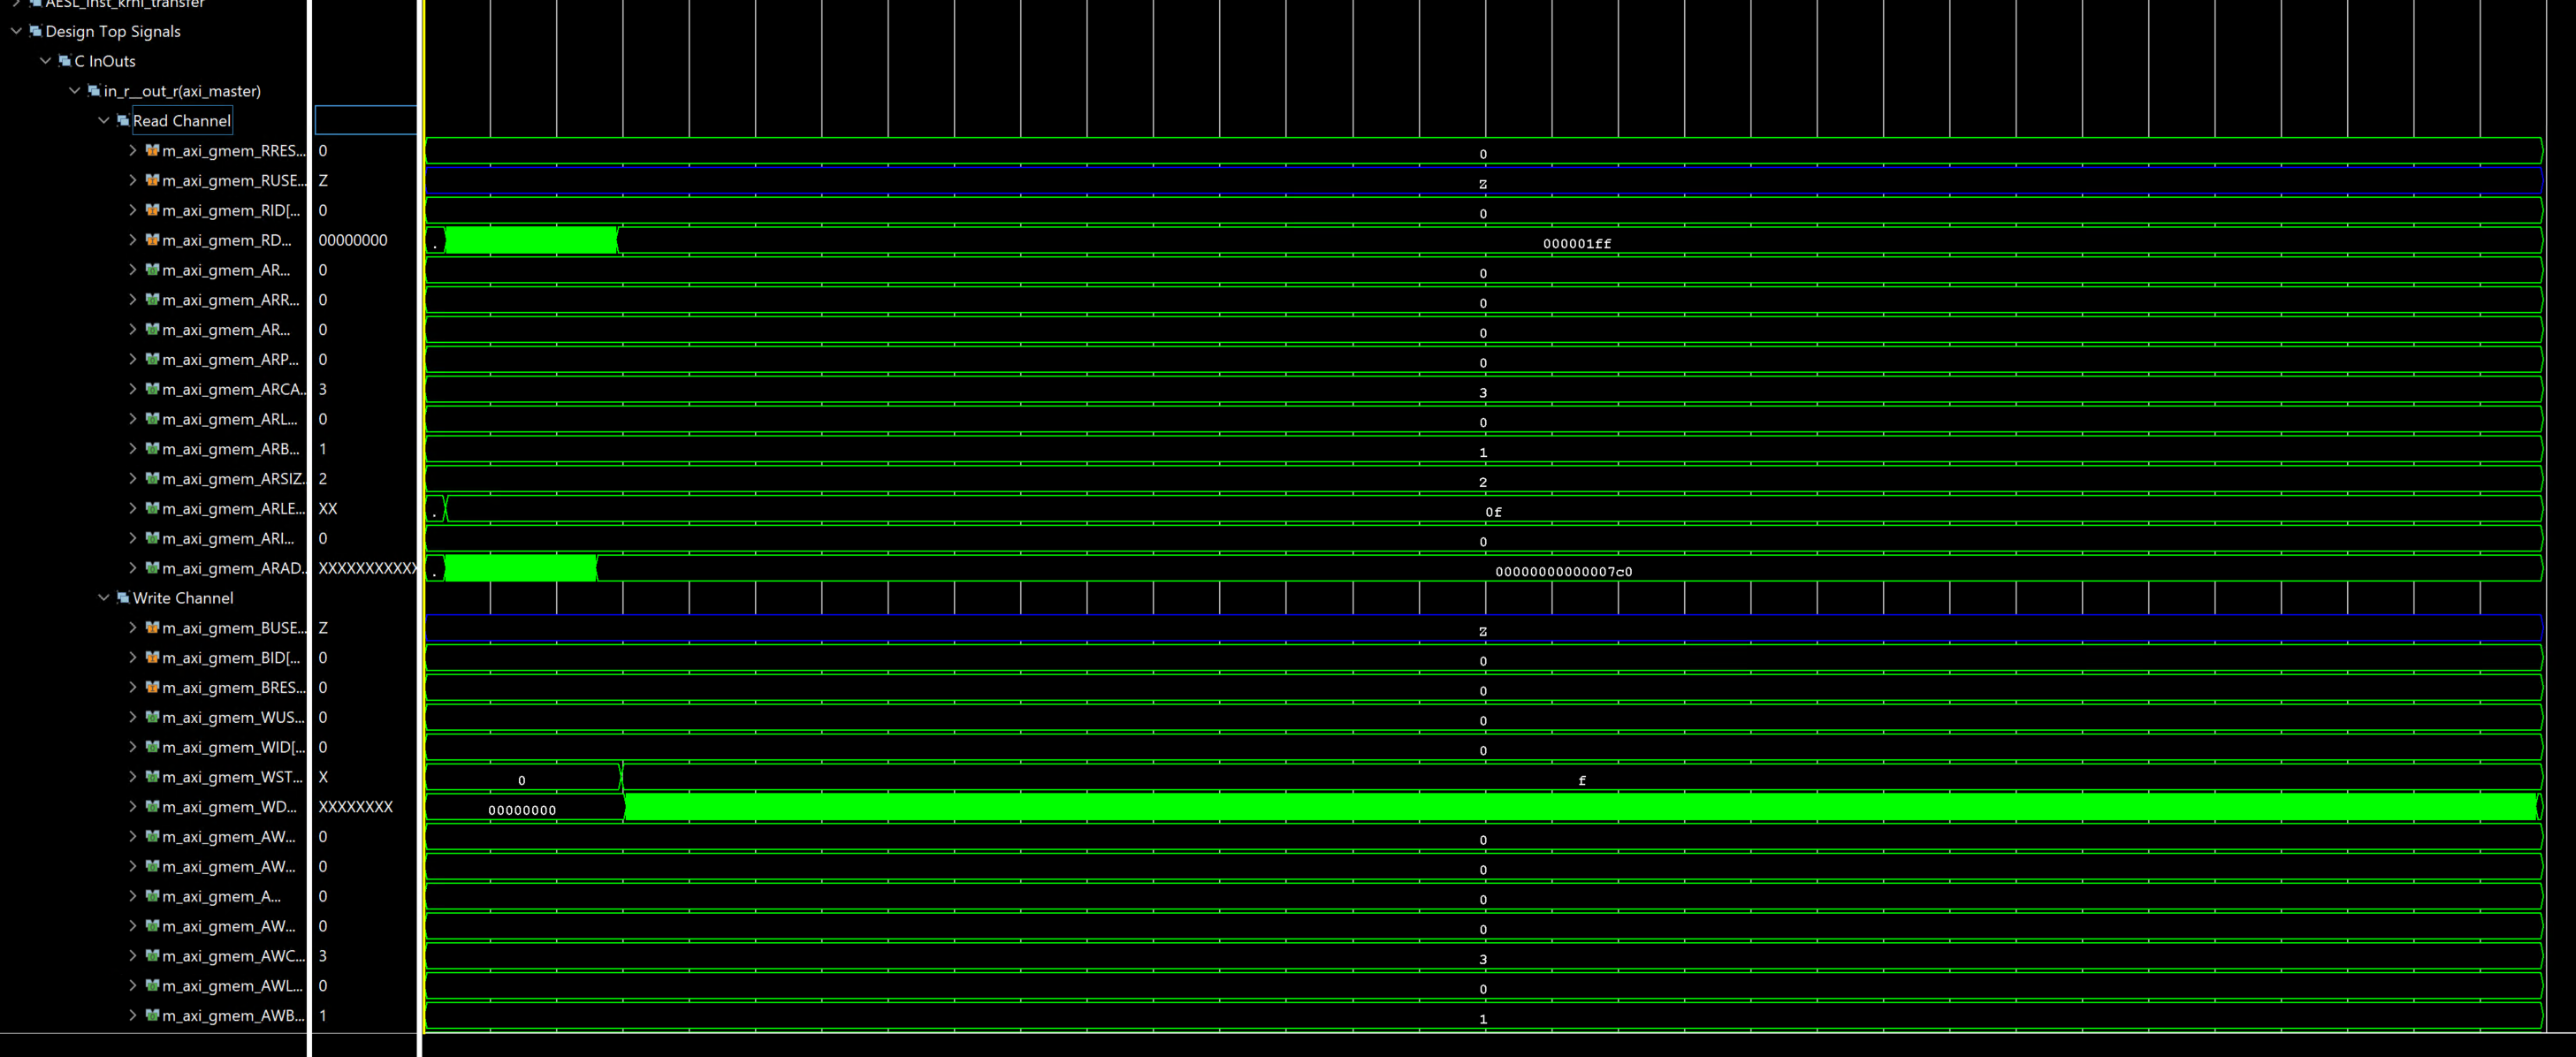 AESL_inst_krnl_transfer
Design Top Signals
C InOuts
in_r__out_r(axi_master)
Read Channel
m_axi_gmem_RRES... 0 0
m_axi_gmem_RUSE... Z Z
m_axi_gmem_RID[... 0 0
m_axi_gmem_RD... 00000000 . 000001ff
m_axi_gmem_AR... 0 0
m_axi_gmem_ARR... 0 0
m_axi_gmem_AR... 0 0
m_axi_gmem_ARP... 0 0
m_axi_gmem_ARCA.. 3 3
m_axi_gmem_ARL... 0 0
m_axi_gmem_ARB... 1 1
m_axi_gmem_ARSIZ. 2 2
m_axi_gmem_ARLE... XX . 0f
m_axi_gmem_ARI... 0 0
m_axi_gmem_ARAD.. XXXXXXXXXXX . 00000000000007c0
Write Channel
m_axi_gmem_BUSE... Z Z
m_axi_gmem_BID[... 0 0
m_axi_gmem_BRES... 0 0
m_axi_gmem_WUS... 0 0
m_axi_gmem_WID[... 0 0
m_axi_gmem_WST... X 0 f
m_axi_gmem_WD... XXXXXXXX 00000000
m_axi_gmem_AW... 0 0
m_axi_gmem_AW... 0 0
m_axi_gmem_A... 0 0
m_axi_gmem_AW... 0 0
m_axi_gmem_AWC... 3 3
m_axi_gmem_AWL... 0 0
m_axi_gmem_AWB... 1 1